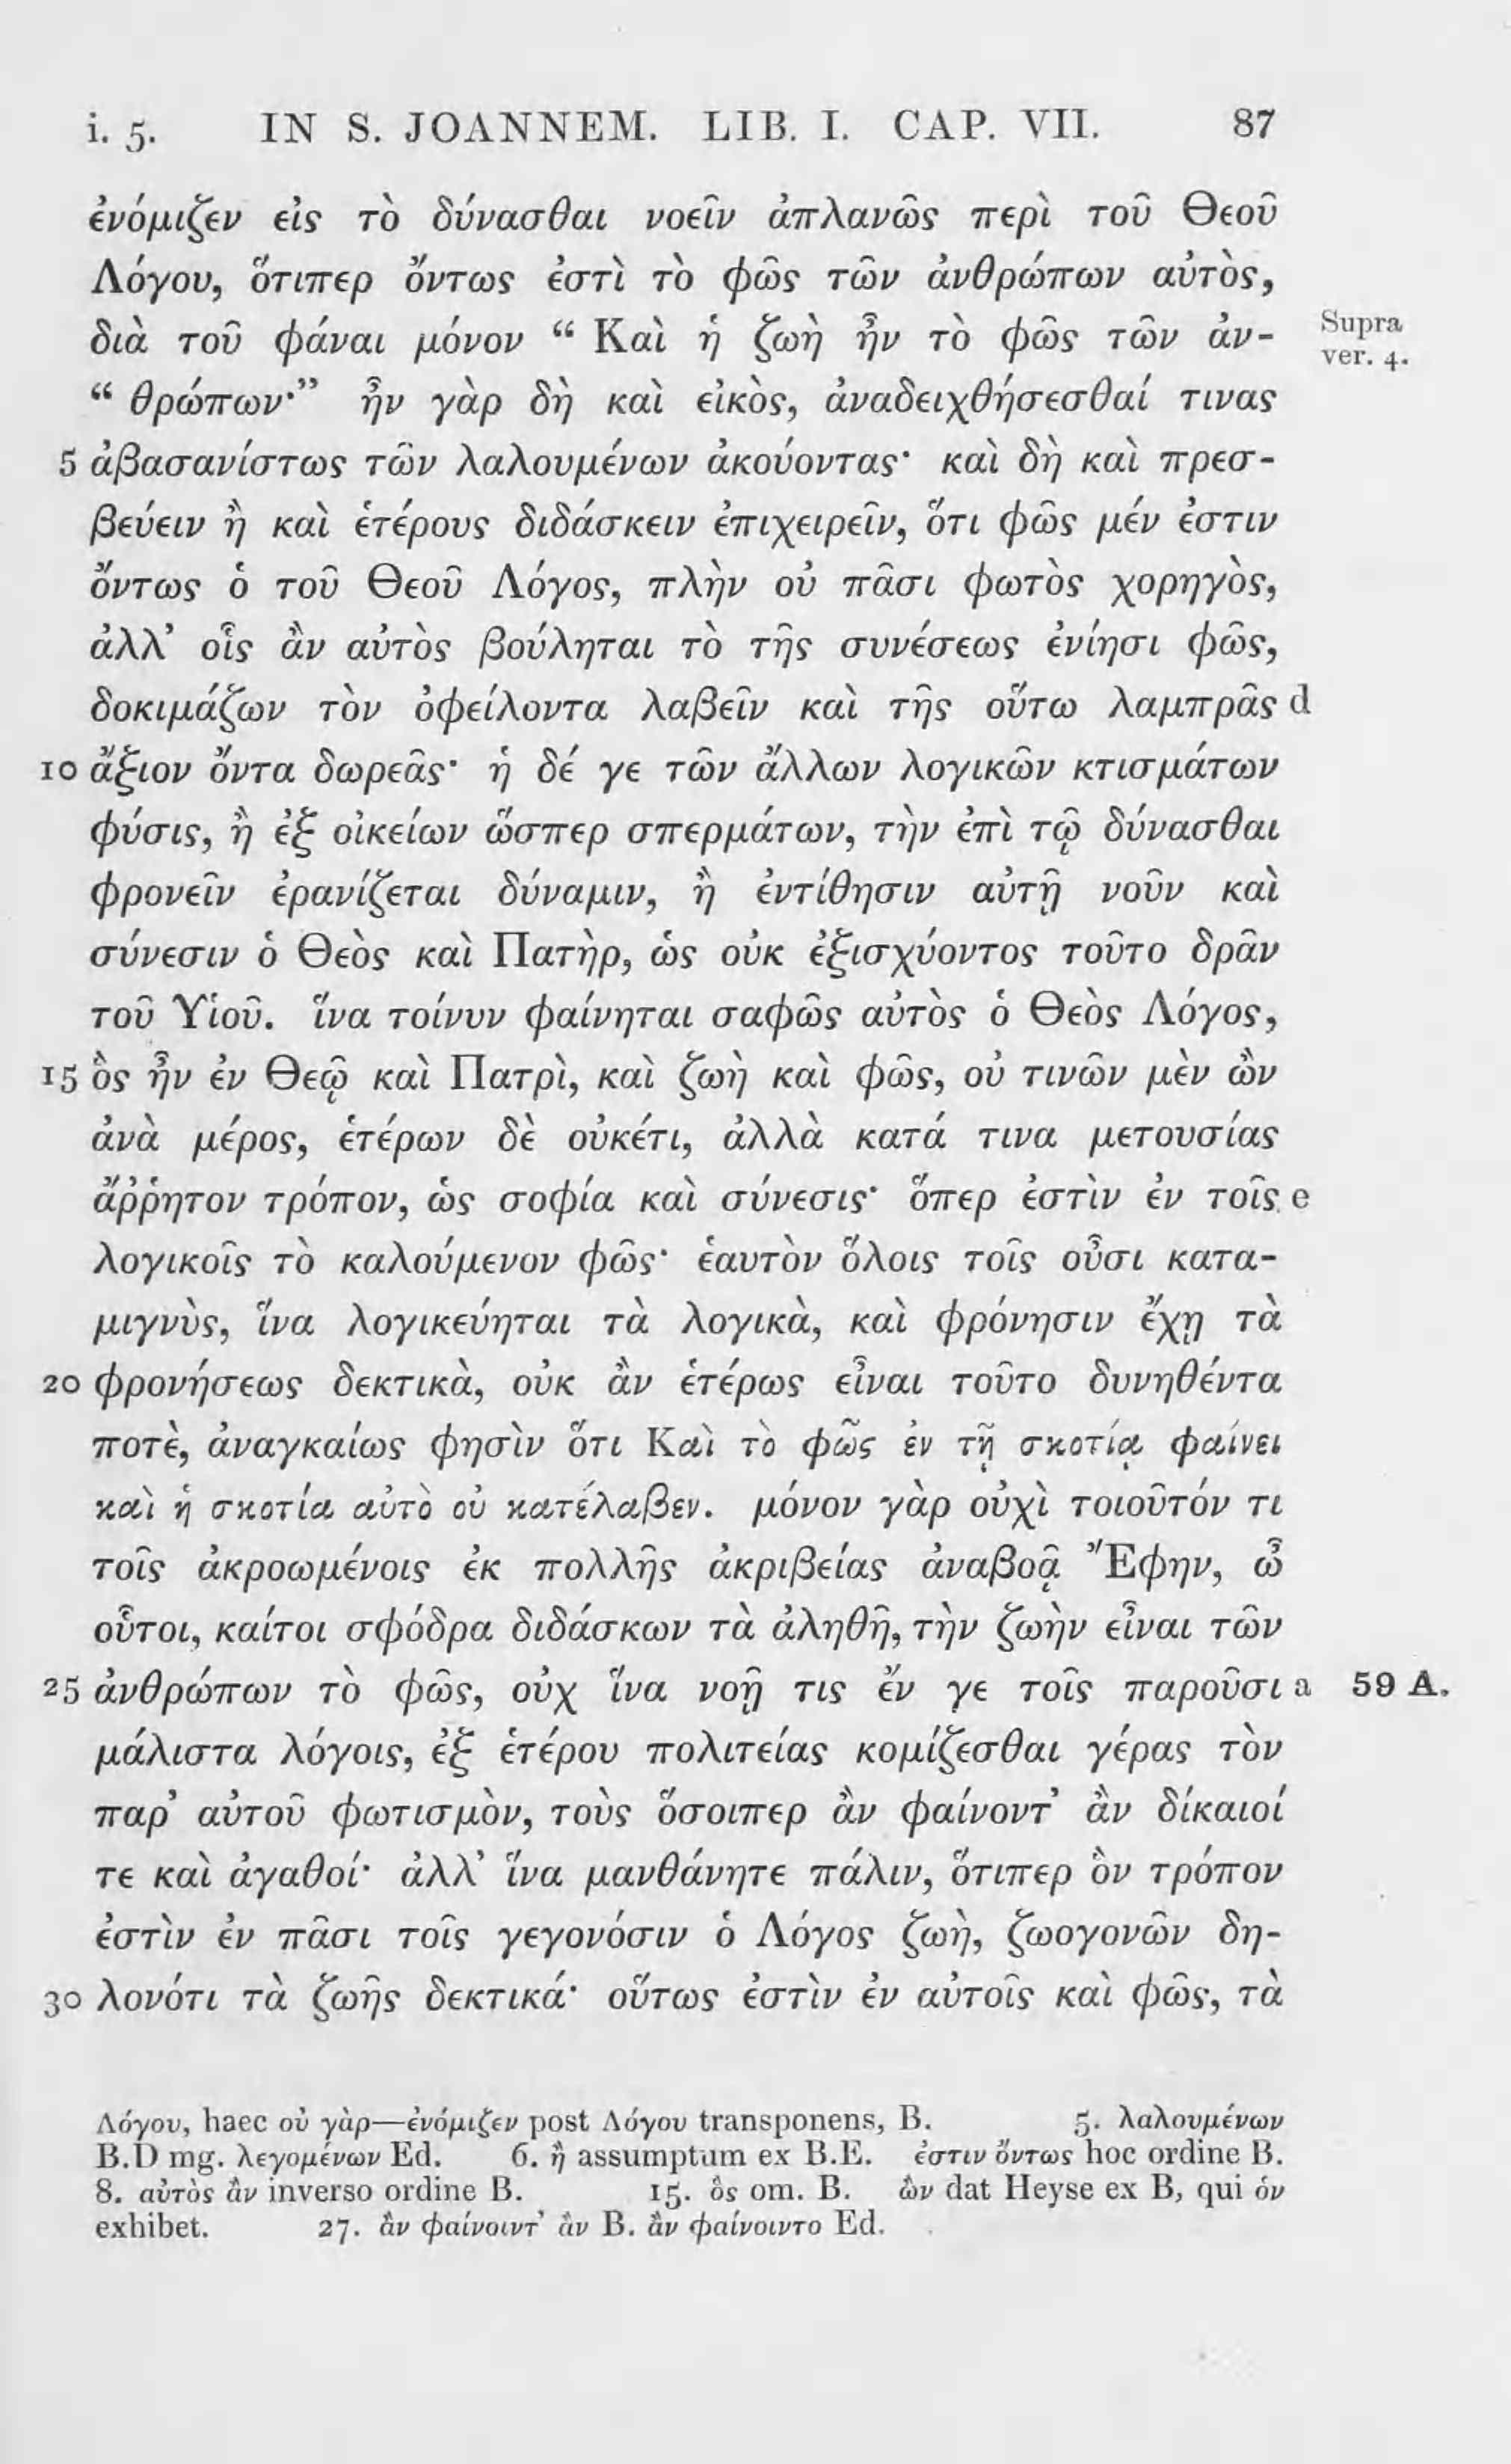 i. 5. IN S. JOANNEM. LIB. I. CAP. VII. 87
ἐνόμιζεν εἰς τὸ δύνασθαι νοεῖν ἀπλανῶς περὶ τοῦ Θεοῦ
Λόγου, ὅτιπερ ὄντως ἐστὶ τὸ φῶς τῶν ἀνθρώπων αὐτὸς,
διὰ τοῦ φάναι μόνον “ Καὶ ἡ ζωὴ ἦν τὸ φῶς τῶν ἀν- Supra ver. 4.
“ θρώπων·” ἦν γὰρ δὴ καὶ εἰκὸς, ἀναδειχθήσεσθαί τινας
5 ἀβασανίστως τῶν λαλουμένων ἀκούοντας· καὶ δὴ καὶ πρεσ-
βεύειν ἢ καὶ ἑτέρους διδάσκειν ἐπιχειρεῖν, ὅτι φῶς μέν ἐστιν
ὄντως ὁ τοῦ Θεοῦ Λόγος, πλὴν οὐ πᾶσι φωτὸς χορηγὸς,
ἀλλ’ οἷς ἂν αὐτὸς βούληται τὸ τῆς συνέσεως ἐνίησι φῶς,
δοκιμάζων τὸν ὀφείλοντα λαβεῖν καὶ τῆς οὕτω λαμπρᾶς d
10 ἄξιον ὄντα δωρεᾶς· ἡ δέ γε τῶν ἄλλων λογικῶν κτισμάτων
φύσις, ἢ ἐξ οἰκείων ὥσπερ σπερμάτων, τὴν ἐπὶ τῷ δύνασθαι
φρονεῖν ἐρανίζεται δύναμιν, ἢ ἐντίθησιν αὐτῇ νοῦν καὶ
σύνεσιν ὁ Θεὸς καὶ Πατὴρ, ὡς οὐκ ἐξισχύοντος τοῦτο δρᾶν
τοῦ Υἱοῦ. ἵνα τοίνυν φαίνηται σαφῶς αὐτὸς ὁ Θεὸς Λόγος,
15 ὃς ἦν ἐν Θεῷ καὶ Πατρὶ, καὶ ζωὴ καὶ φῶς, οὐ τινῶν μὲν ὢν
ἀνὰ μέρος, ἑτέρων δὲ οὐκέτι, ἀλλὰ κατά τινα μετουσίας
ἄῤῥητον τρόπον, ὡς σοφία καὶ σύνεσις· ὅπερ ἐστὶν ἐν τοῖς e
λογικοῖς τὸ καλούμενον φῶς· ἑαυτὸν ὅλοις τοῖς οὖσι κατα-
μιγνὺς, ἵνα λογικεύηται τὰ λογικὰ, καὶ φρόνησιν ἔχῃ τὰ
20 φρονήσεως δεκτικὰ, οὐκ ἂν ἑτέρως εἶναι τοῦτο δυνηθέντα
ποτὲ, ἀναγκαίως φησὶν ὅτι Καὶ τὸ φῶς ἐν τῇ σκοτίᾳ φαίνει
καὶ ἡ σκοτία αὐτὸ οὐ κατέλαβεν. μόνον γὰρ οὐχὶ τοιοῦτόν τι
τοῖς ἀκροωμένοις ἐκ πολλῆς ἀκριβείας ἀναβοᾷ Ἔφην, ὦ
οὗτοι, καίτοι σφόδρα διδάσκων τὰ ἀληθῆ, τὴν ζωὴν εἶναι τῶν
25 ἀνθρώπων τὸ φῶς, οὐχ ἵνα νοῇ τις ἔν γε τοῖς παροῦσι a 59 A.
μάλιστα λόγοις, ἐξ ἑτέρου πολιτείας κομίζεσθαι γέρας τὸν
παρ’ αὐτοῦ φωτισμὸν, τοὺς ὅσοιπερ ἂν φαίνοντ’ ἂν δίκαιοί
τε καὶ ἀγαθοί· ἀλλ’ ἵνα μανθάνητε πάλιν, ὅτιπερ ὃν τρόπον
ἐστὶν ἐν πᾶσι τοῖς γεγονόσιν ὁ Λόγος ζωὴ, ζωογονῶν δη-
30 λονότι τὰ ζωῆς δεκτικά· οὕτως ἐστὶν ἐν αὐτοῖς καὶ φῶς, τὰ
Λόγου, haec οὐ γὰρ—ἐνόμιζεν post Λόγου transponens, B. 5. λαλουμένων
B.D mg. λεγομένων Ed. 6. ἢ assumptum ex B.E. ἐστιν ὄντως hoc ordine B.
8. αὐτὸς ἂν inverso ordine B. 15. ὃς om. B. ὢν dat Heyse ex B, qui ὁν
exhibet. 27. ἂν φαίνοιντ’ ἂν B. ἂν φαίνοιντο Ed.